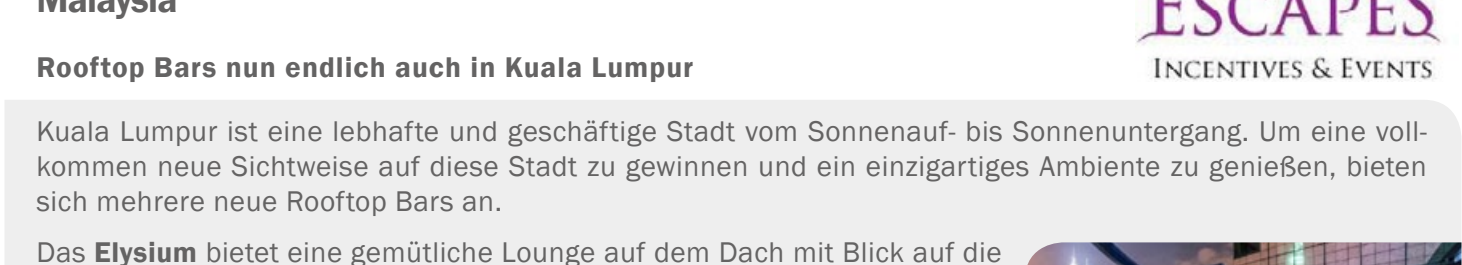 Malaysia
ESCAPES
INCENTIVES & EVENTS
Rooftop Bars nun endlich auch in Kuala Lumpur
Kuala Lumpur ist eine lebhafte und geschäftige Stadt vom Sonnenauf- bis Sonnenuntergang. Um eine voll-
kommen neue Sichtweise auf diese Stadt zu gewinnen und ein einzigartiges Ambiente zu genießen, bieten
sich mehrere neue Rooftop Bars an.
Das Elysium bietet eine gemütliche Lounge auf dem Dach mit Blick auf die